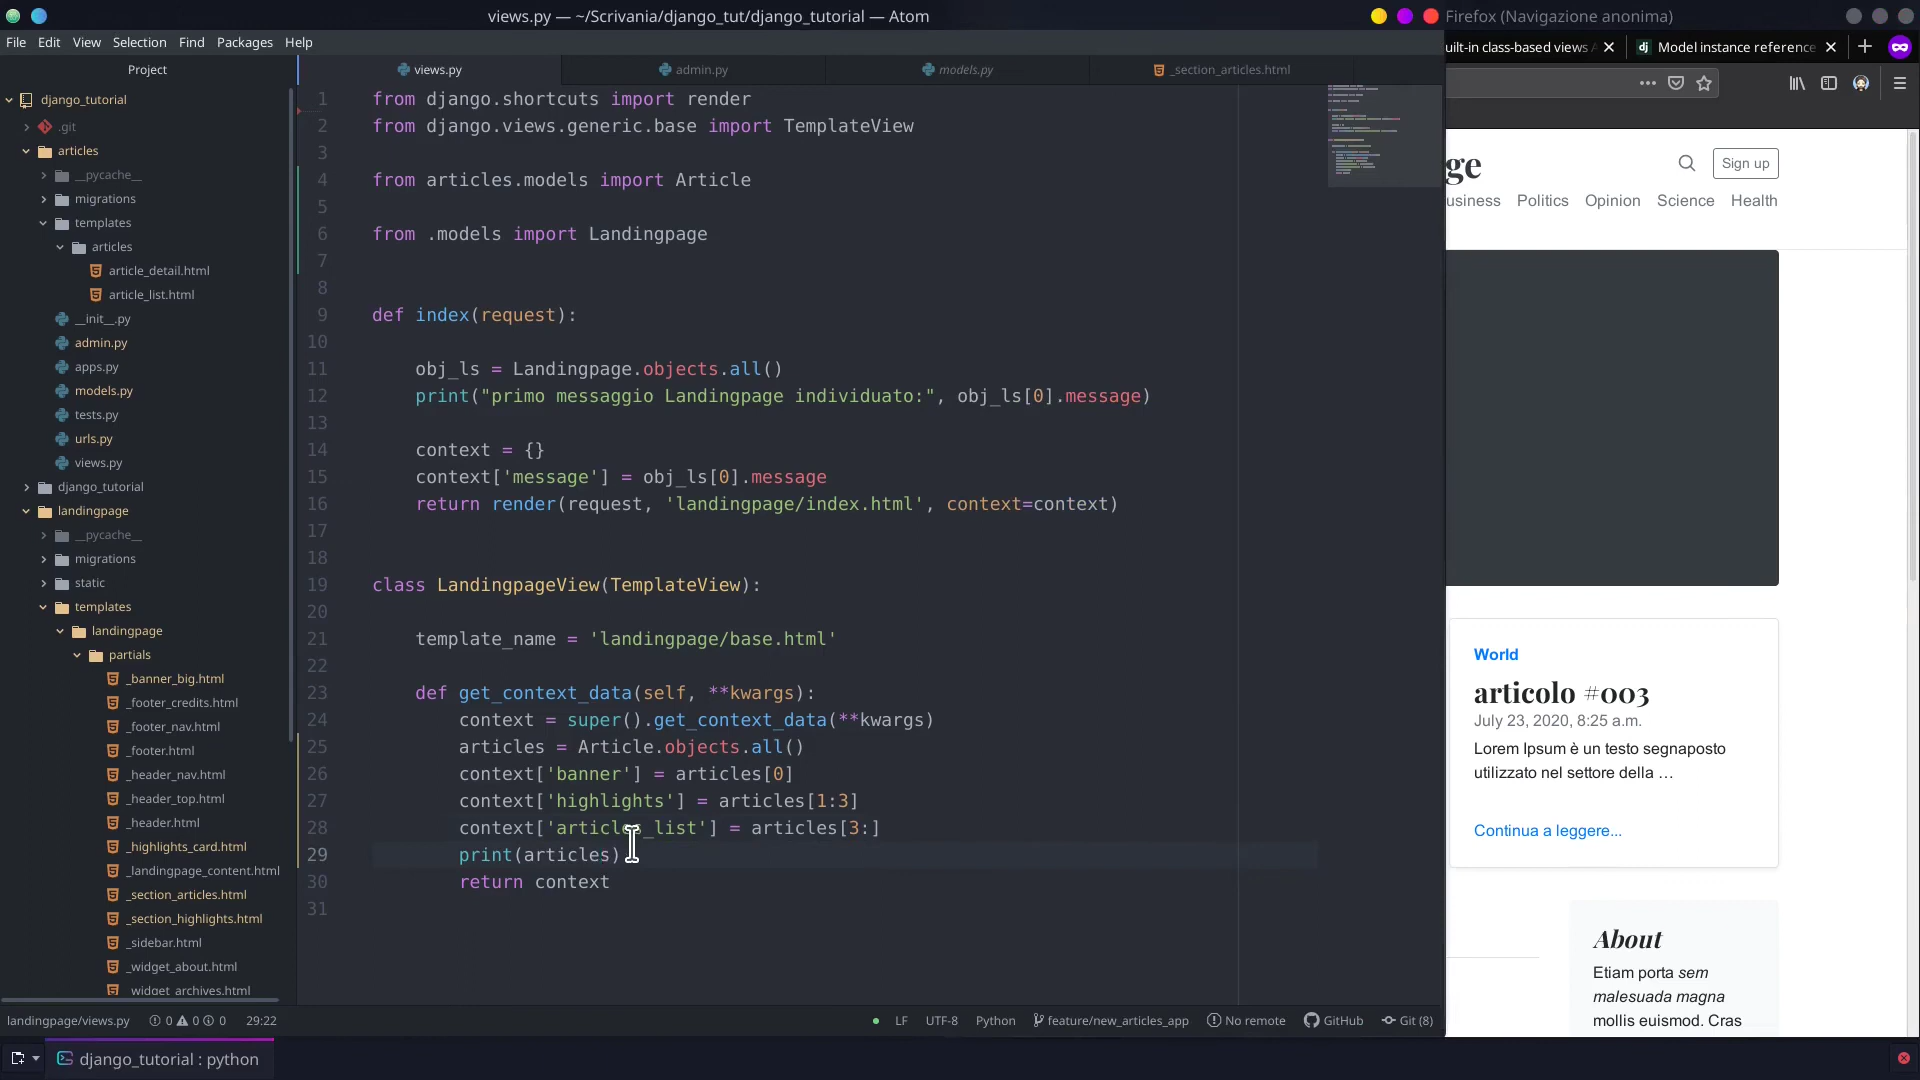 views.py — ~/Scrivania/django_tut/django_tutorial — Atom
Firefox (Navigazione anonima)
File Edit View Selection Find Packages Help
uilt-in class-based views
Model instance reference
Project
views.py
admin.py
models.py
_section_articles.html
django_tutorial
.git
articles
__pycache__
migrations
templates
articles
article_detail.html
article_list.html
__init__.py
admin.py
apps.py
models.py
tests.py
urls.py
views.py
django_tutorial
landingpage
__pycache__
migrations
static
templates
landingpage
partials
_banner_big.html
_footer_credits.html
_footer_nav.html
_footer.html
_header_nav.html
_header_top.html
_header.html
_highlights_card.html
_landingpage_content.html
_section_articles.html
_section_highlights.html
_sidebar.html
_widget_about.html
_widget_archives.html
1 from django.shortcuts import render
2 from django.views.generic.base import TemplateView
3
4 from articles.models import Article
5
6 from .models import Landingpage
7
8
9 def index(request):
10
11     obj_ls = Landingpage.objects.all()
12     print("primo messaggio Landingpage individuato:", obj_ls[0].message)
13
14     context = {}
15     context['message'] = obj_ls[0].message
16     return render(request, 'landingpage/index.html', context=context)
17
18
19 class LandingpageView(TemplateView):
20
21     template_name = 'landingpage/base.html'
22
23     def get_context_data(self, **kwargs):
24         context = super().get_context_data(**kwargs)
25         articles = Article.objects.all()
26         context['banner'] = articles[0]
27         context['highlights'] = articles[1:3]
28         context['articles_list'] = articles[3:]
29         print(articles)
30         return context
31
ge
Sign up
usiness Politics Opinion Science Health
World
articolo #003
July 23, 2020, 8:25 a.m.
Lorem Ipsum è un testo segnaposto
utilizzato nel settore della …
Continua a leggere...
About
Etiam porta sem
malesuada magna
mollis euismod. Cras
landingpage/views.py 0 0 0 29:22
LF UTF-8 Python feature/new_articles_app No remote GitHub Git (8)
django_tutorial : python